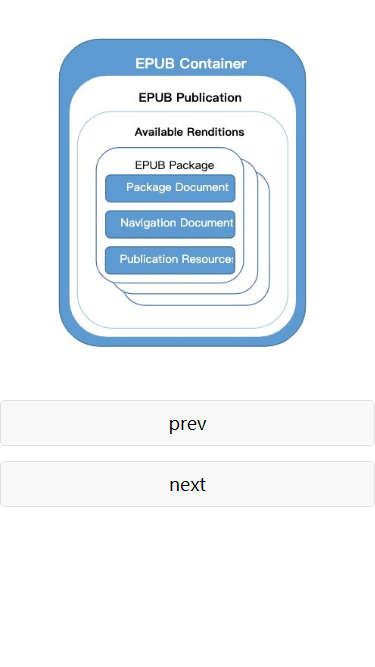 EPUB Container
EPUB Publication
Available Renditions
EPUB Package
Package Document
Navigation Document
Publication Resources
prev
next